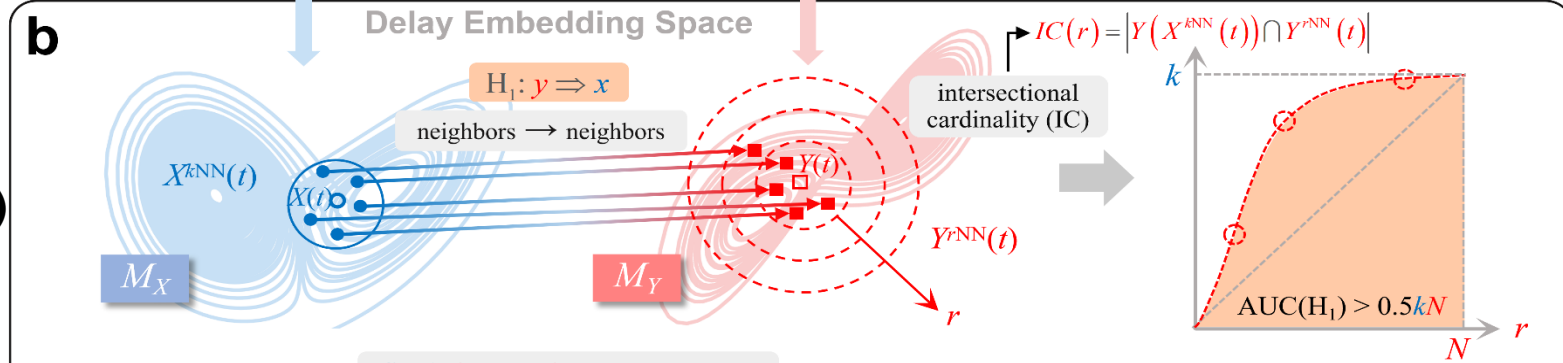 b
Delay Embedding Space
IC(r) = |Y(X^{kNN}(t)) ∩ Y^{rNN}(t)|
H₁: y ⇒ x
neighbors → neighbors
intersectional
cardinality (IC)
k
X^{kNN}(t)
X(t)
Y(t)
Y^{rNN}(t)
M_X
M_Y
r
AUC(H₁) > 0.5kN
N
r